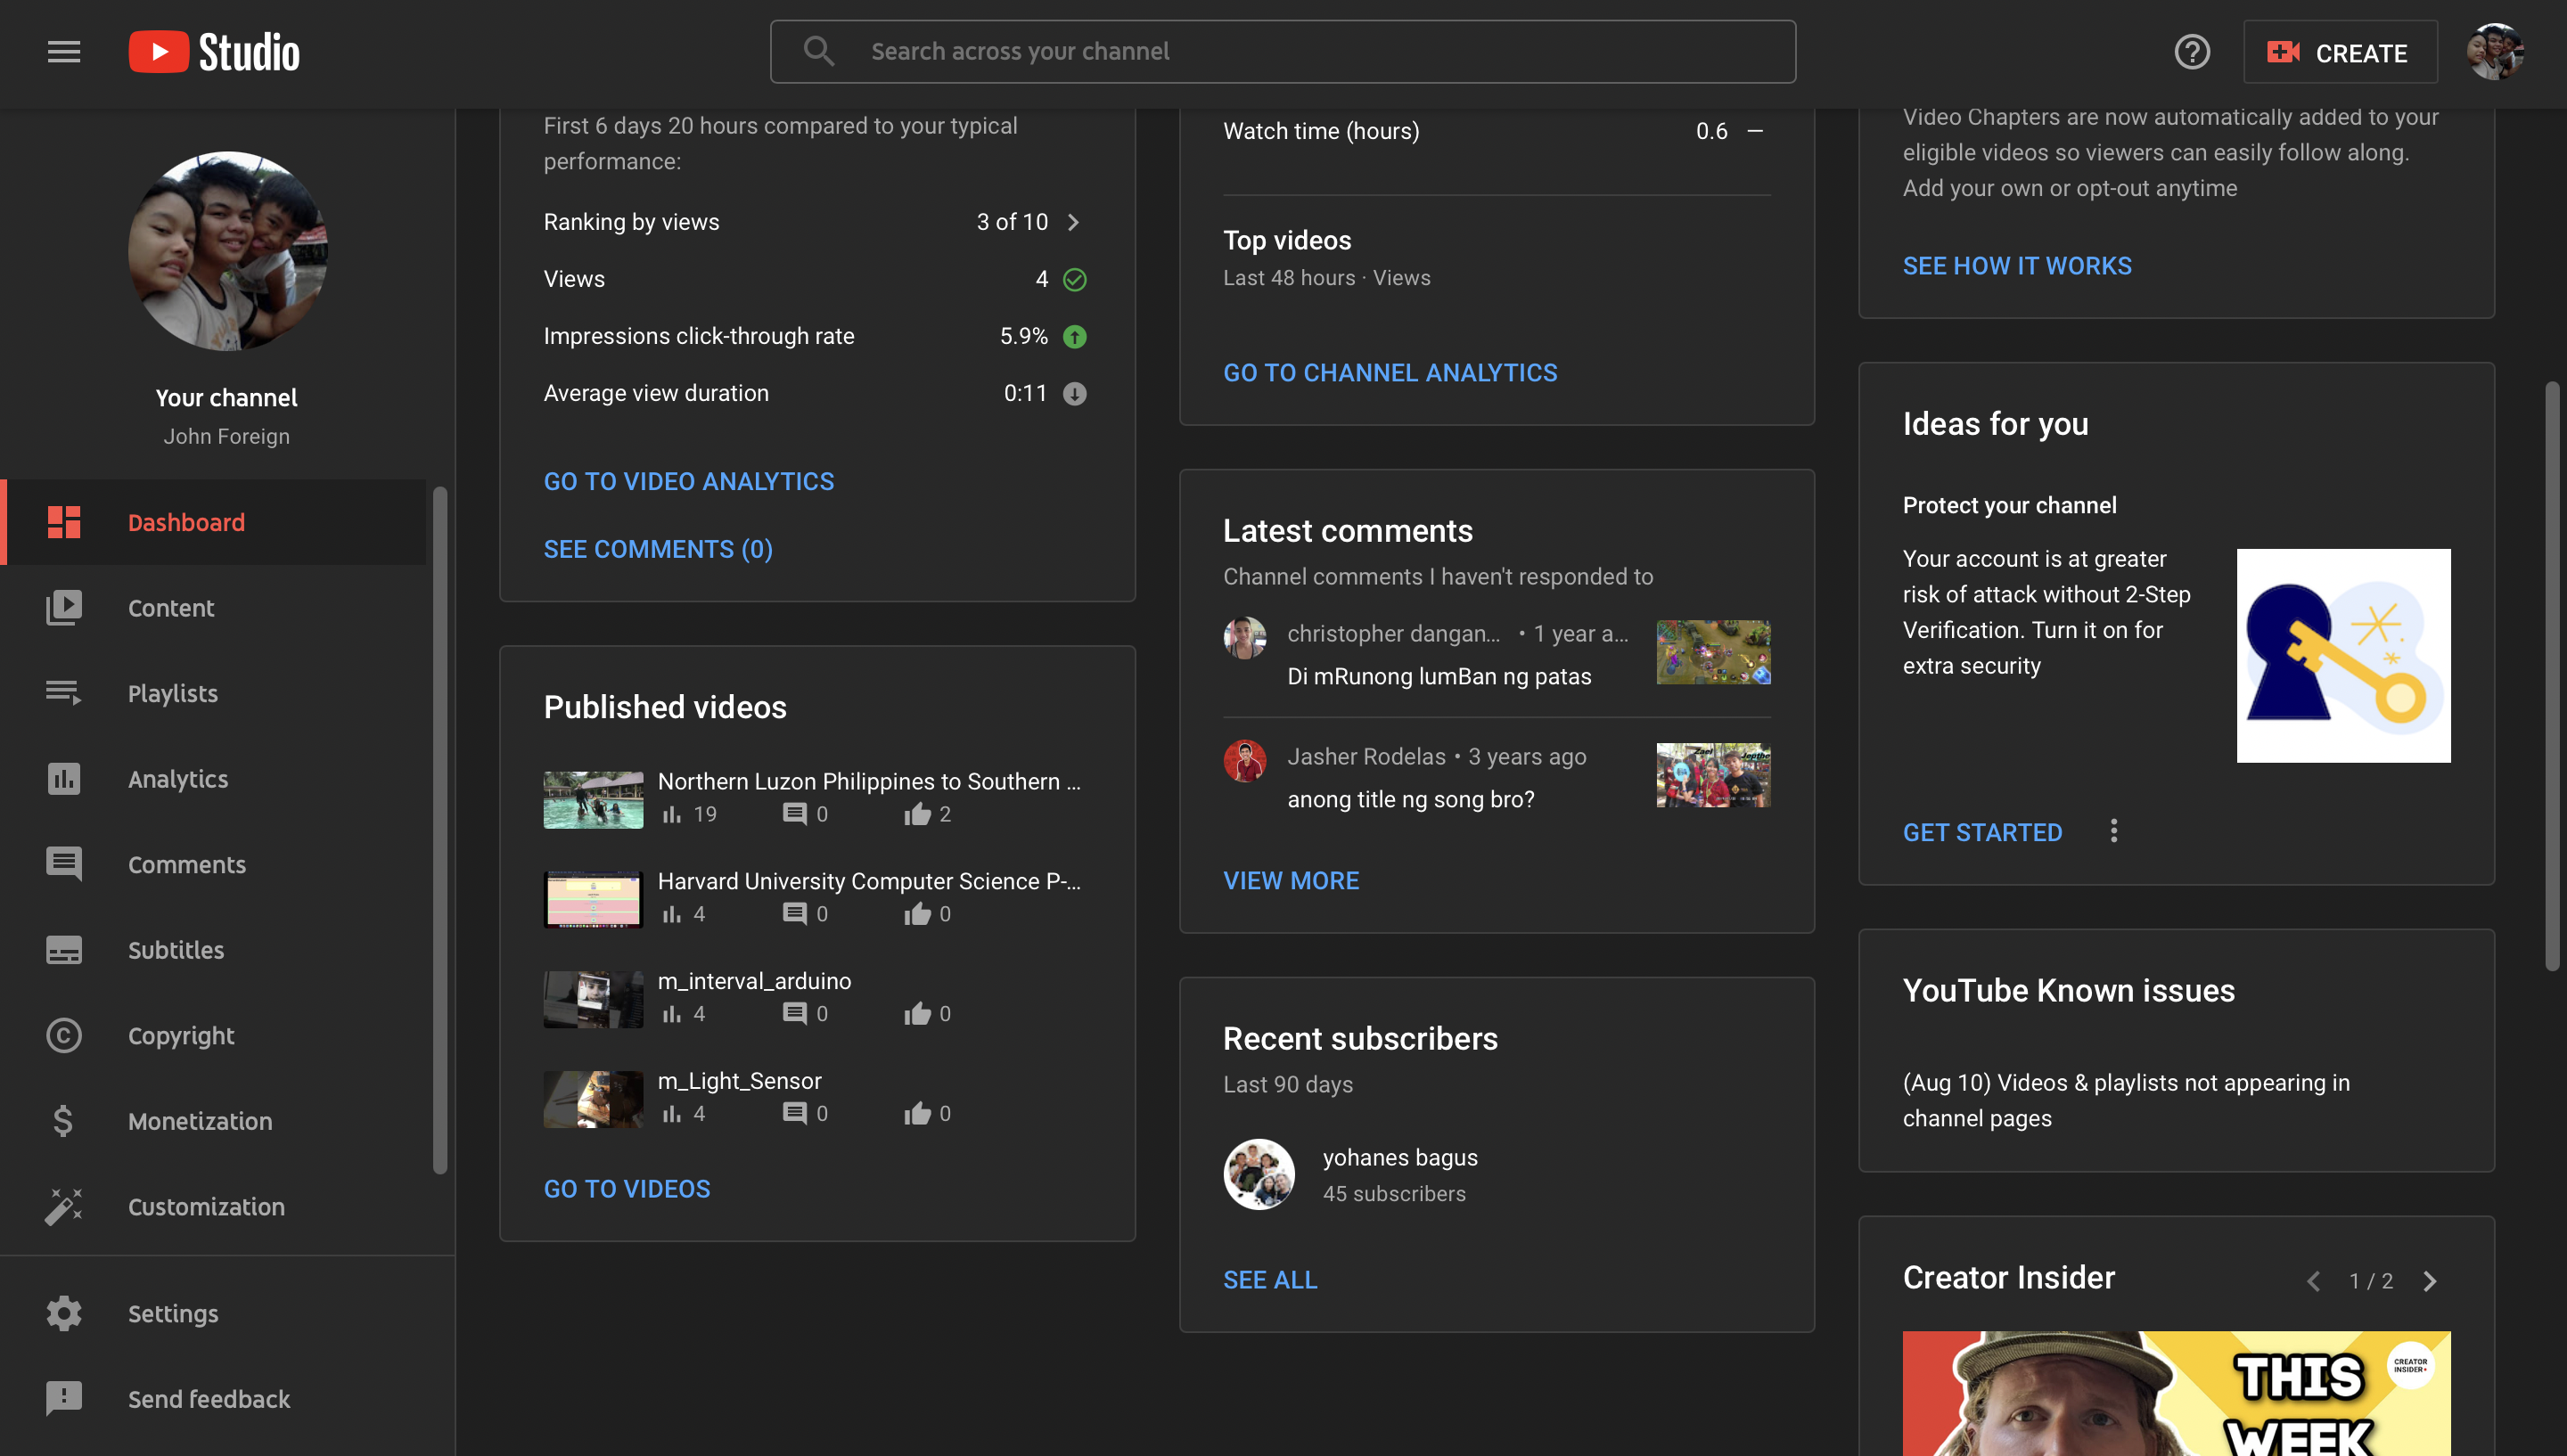 Studio
Search across your channel
CREATE
Your channel
John Foreign
Dashboard
Content
Playlists
Analytics
Comments
Subtitles
Copyright
Monetization
Customization
Settings
Send feedback
First 6 days 20 hours compared to your typical
performance:
Ranking by views 3 of 10
Views 4
Impressions click-through rate 5.9%
Average view duration 0:11
GO TO VIDEO ANALYTICS
SEE COMMENTS (0)
Published videos
Northern Luzon Philippines to Southern ...
19 0 2
Harvard University Computer Science P-...
4 0 0
m_interval_arduino
4 0 0
m_Light_Sensor
4 0 0
GO TO VIDEOS
Watch time (hours) 0.6 —
Top videos
Last 48 hours · Views
GO TO CHANNEL ANALYTICS
Latest comments
Channel comments I haven't responded to
christopher dangan... • 1 year a...
Di mRunong lumBan ng patas
Jasher Rodelas • 3 years ago
anong title ng song bro?
VIEW MORE
Recent subscribers
Last 90 days
yohanes bagus
45 subscribers
SEE ALL
Video Chapters are now automatically added to your
eligible videos so viewers can easily follow along.
Add your own or opt-out anytime
SEE HOW IT WORKS
Ideas for you
Protect your channel
Your account is at greater
risk of attack without 2-Step
Verification. Turn it on for
extra security
GET STARTED
YouTube Known issues
(Aug 10) Videos & playlists not appearing in
channel pages
Creator Insider
1 / 2
THIS
WEEK
CREATOR
INSIDER